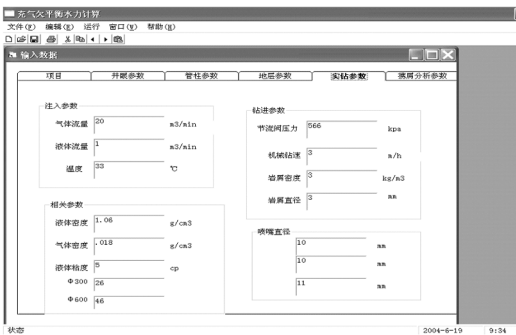 充气欠平衡水力计算
文件(F) 编辑(E) 运行 窗口(W) 帮助(H)
输入数据
项目 井眼参数 管柱参数 地层参数 实钻参数 携屑分析参数
注入参数
气体流量 20 m3/min
液体流量 1 m3/min
温度 33 ℃
相关参数
液体密度 1.06 g/cm3
气体密度 .018 g/cm3
液体粘度 5 cp
Φ300 26
Φ600 46
钻进参数
节流阀压力 566 kpa
机械钻速 3 m/h
岩屑密度 3 kg/m3
岩屑直径 3 mm
喷嘴直径
10 mm
10 mm
11 mm
状态 2004-6-19 9:34